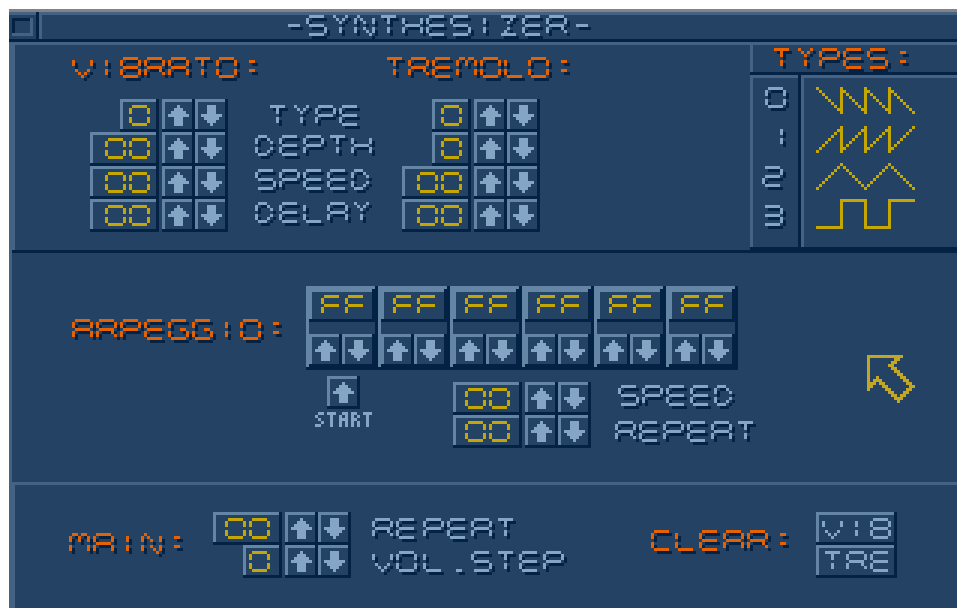 -SYNTHESIZER-
VIBRATO: TREMOLO: TYPES:
0 TYPE 0 0
00 DEPTH 0 1
00 SPEED 00 2
00 DELAY 00 3
ARPEGGIO: FF FF FF FF FF FF
START 00 SPEED
00 REPEAT
MAIN: 00 REPEAT CLEAR: VIB
0 VOL.STEP TRE